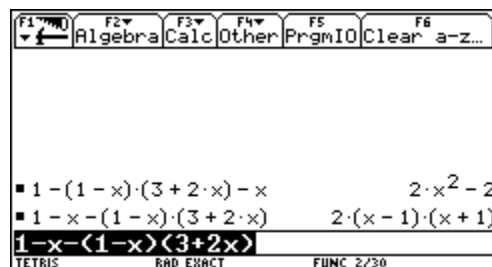 F1 F2 F3 F4 F5 F6
Algebra Calc Other PrgmIO Clear a-z…
1-(1-x)·(3+2·x)-x 2·x²-2
1-x-(1-x)·(3+2·x) 2·(x-1)·(x+1)
1-x-(1-x)(3+2x)
TETRIS RAD EXACT FUNC 2/30